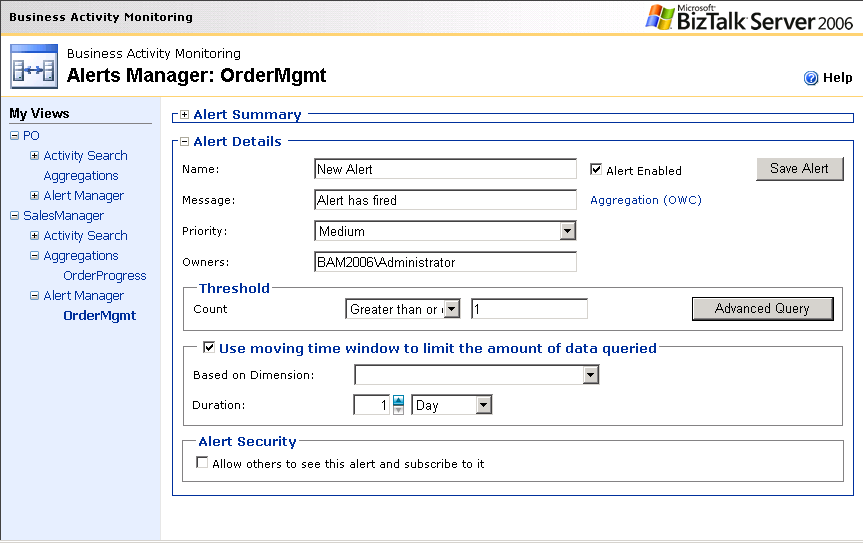 Business Activity Monitoring
Microsoft
BizTalk Server 2006
Business Activity Monitoring
Alerts Manager: OrderMgmt
Help
My Views
PO
Activity Search
Aggregations
Alert Manager
SalesManager
Activity Search
Aggregations
OrderProgress
Alert Manager
OrderMgmt
Alert Summary
Alert Details
Name: New Alert Alert Enabled Save Alert
Message: Alert has fired Aggregation (OWC)
Priority: Medium
Owners: BAM2006\Administrator
Threshold
Count Greater than or 1 Advanced Query
Use moving time window to limit the amount of data queried
Based on Dimension:
Duration: 1 Day
Alert Security
Allow others to see this alert and subscribe to it